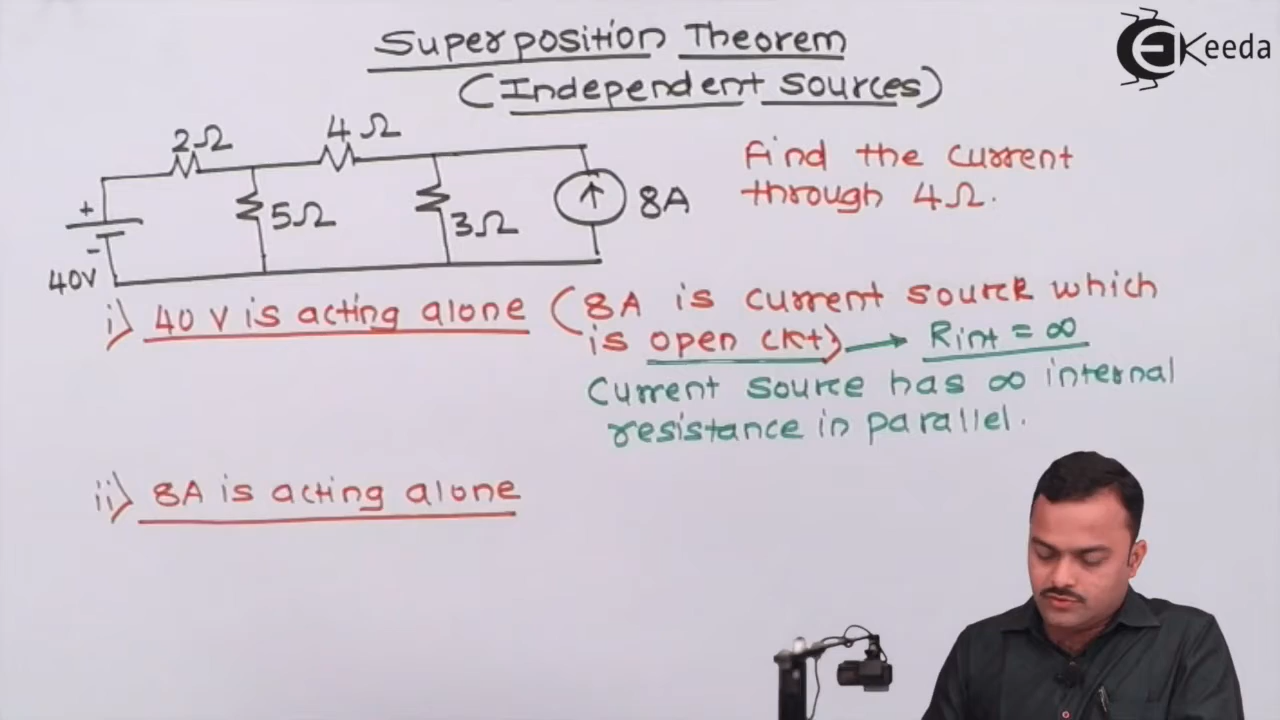 Superposition Theorem
(Independent Sources)
EKeeda
2Ω
4Ω
5Ω
3Ω
8A
+
-
40V
Find the current
through 4Ω.
i) 40 V is acting alone (8A is current source which
is open ckt) → Rint = ∞
Current source has ∞ internal
resistance in parallel.
ii) 8A is acting alone